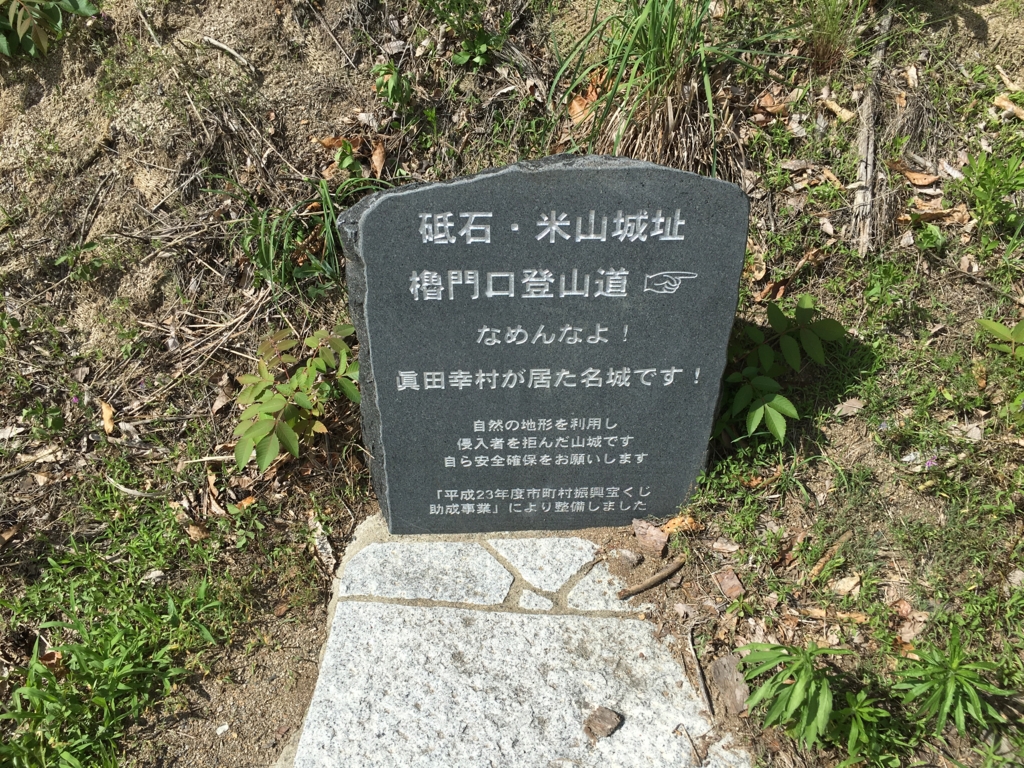 砥石・米山城址
櫓門口登山道☞
なめんなよ！
眞田幸村が居た名城です！
自然の地形を利用し
侵入者を拒んだ山城です
自ら安全確保をお願いします
「平成23年度市町村振興宝くじ
助成事業」により整備しました